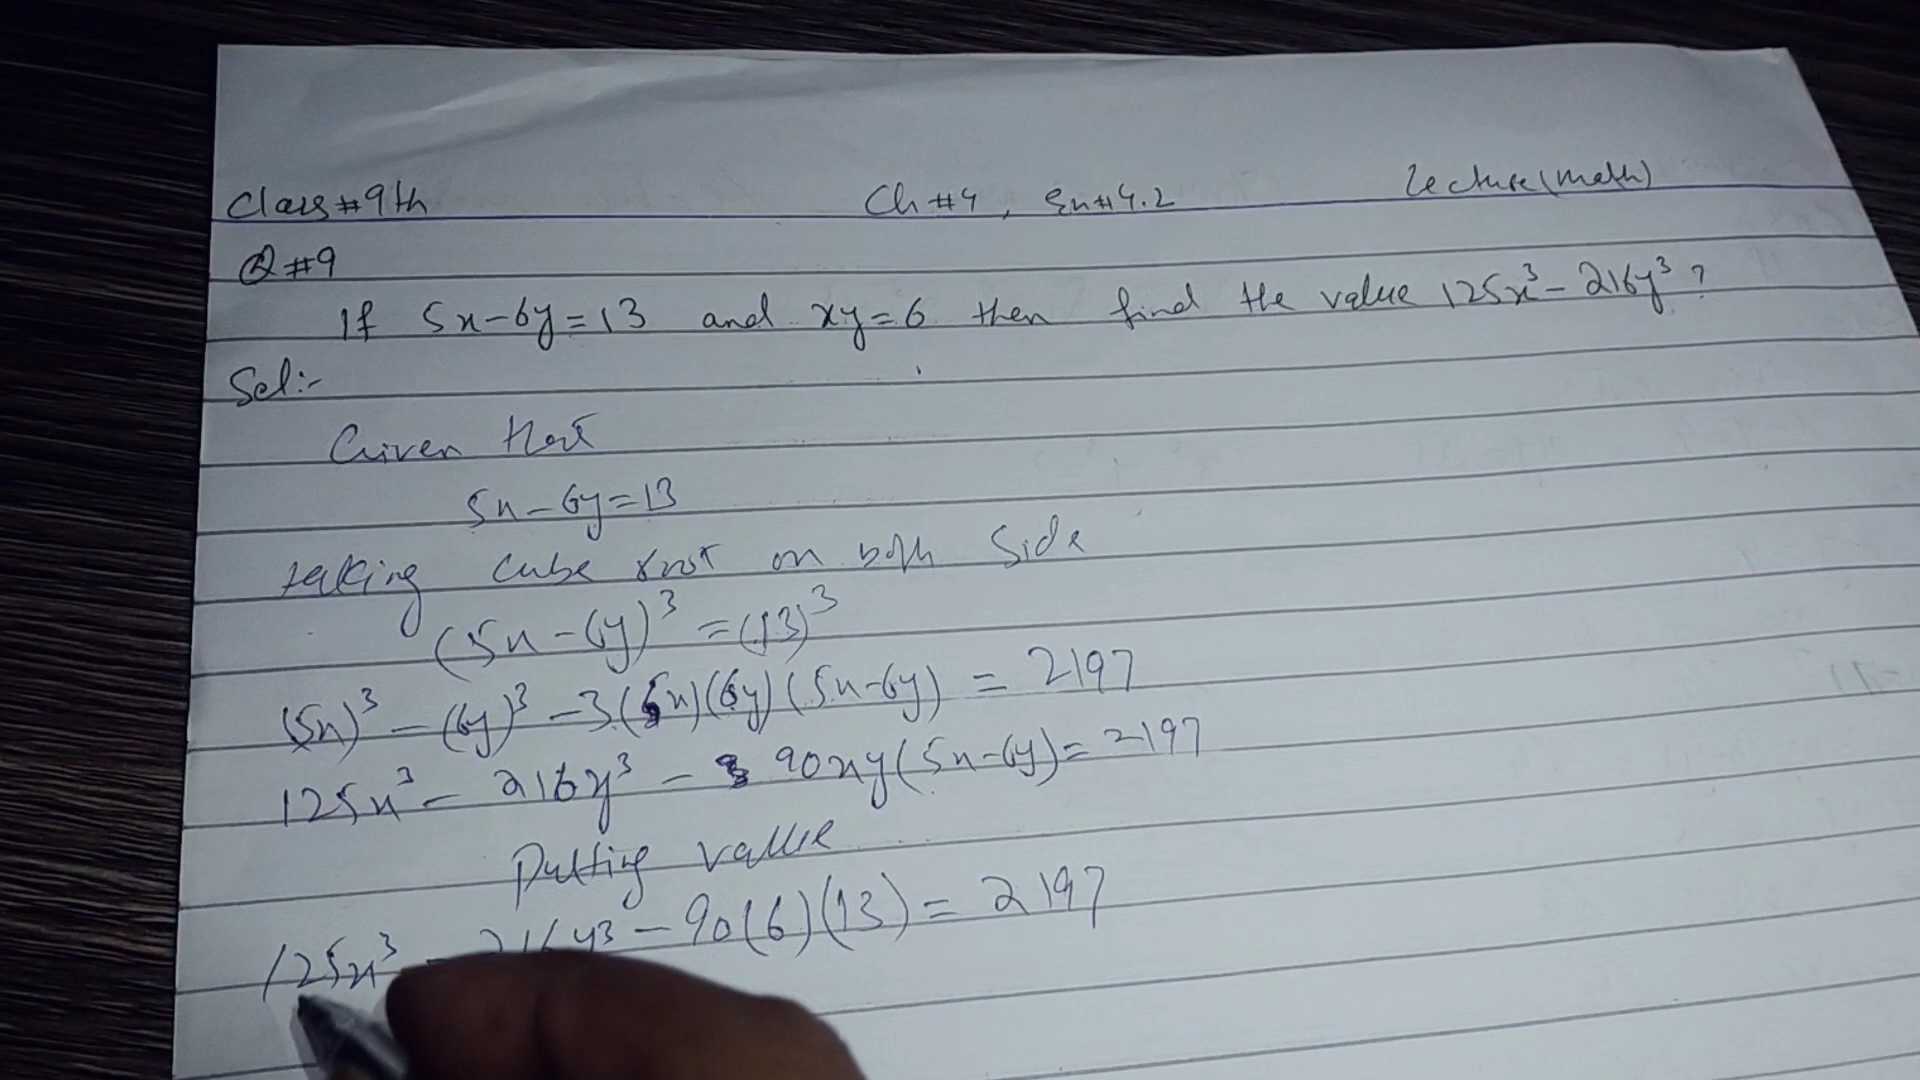 Class#9th Ch#4, Ex#4.2 Lecture(math)
Q#9
If 5x-6y=13 and xy=6 then find the value 125x³-216y³?
Sol:-
Given that
5x-6y=13
taking cube root on both side
(5x-6y)³=(13)³
(5x)³-(6y)³-3(5x)(6y)(5x-6y)=2197
125x³-216y³-90xy(5x-6y)=2197
Putting value
125x³-216y³-90(6)(13)=2197